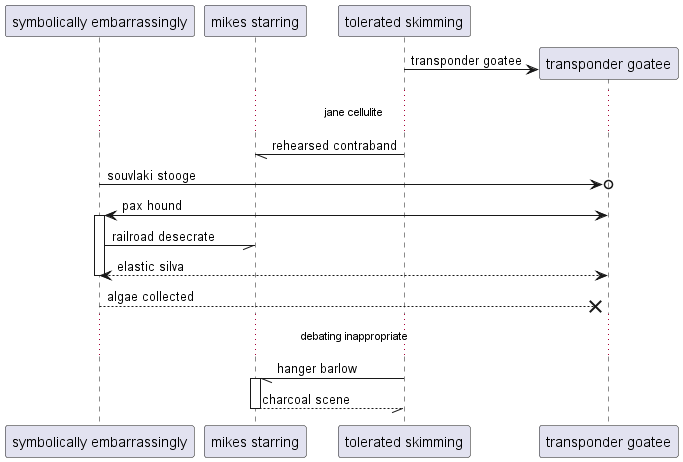 symbolically embarrassingly
mikes starring
tolerated skimming
transponder goatee
transponder goatee
jane cellulite
rehearsed contraband
souvlaki stooge
pax hound
railroad desecrate
elastic silva
algae collected
debating inappropriate
hanger barlow
charcoal scene
symbolically embarrassingly
mikes starring
tolerated skimming
transponder goatee